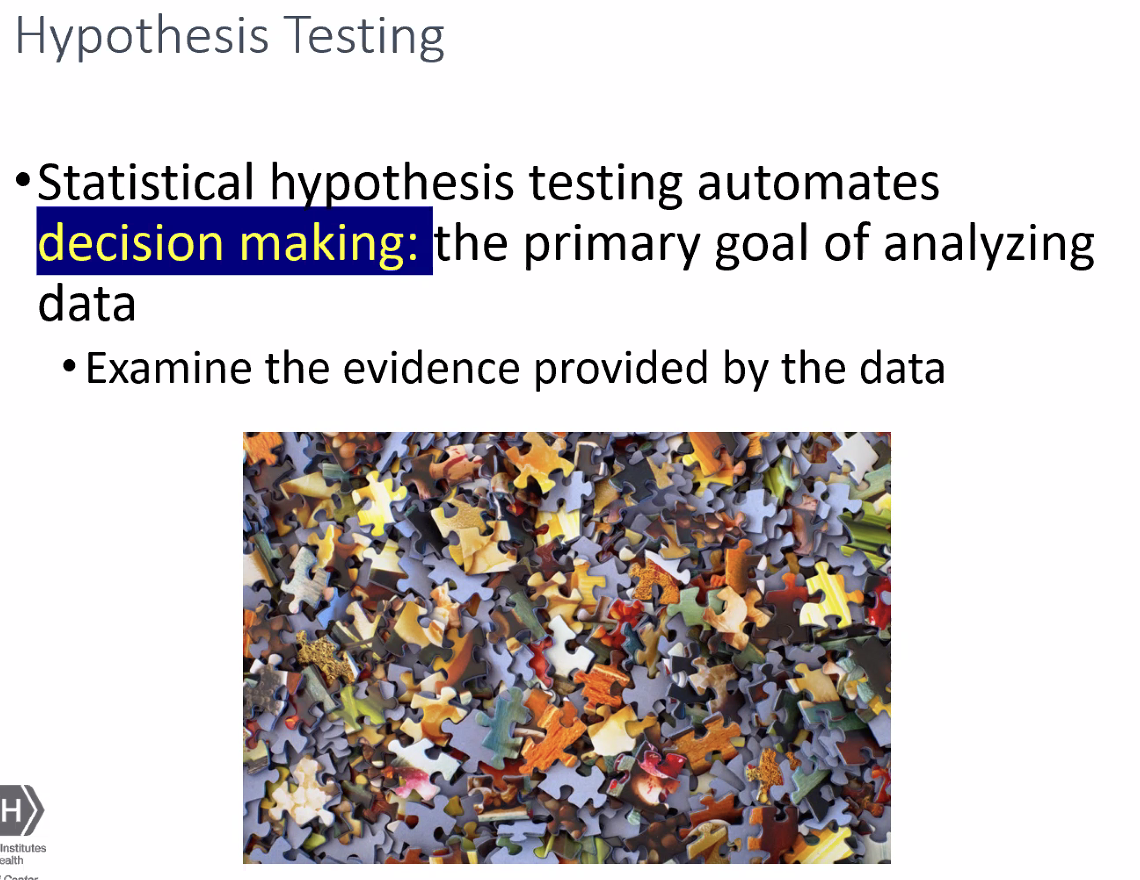 Hypothesis Testing
•Statistical hypothesis testing automates
decision making: the primary goal of analyzing
data
•Examine the evidence provided by the data
H
Institutes
ealth
Center